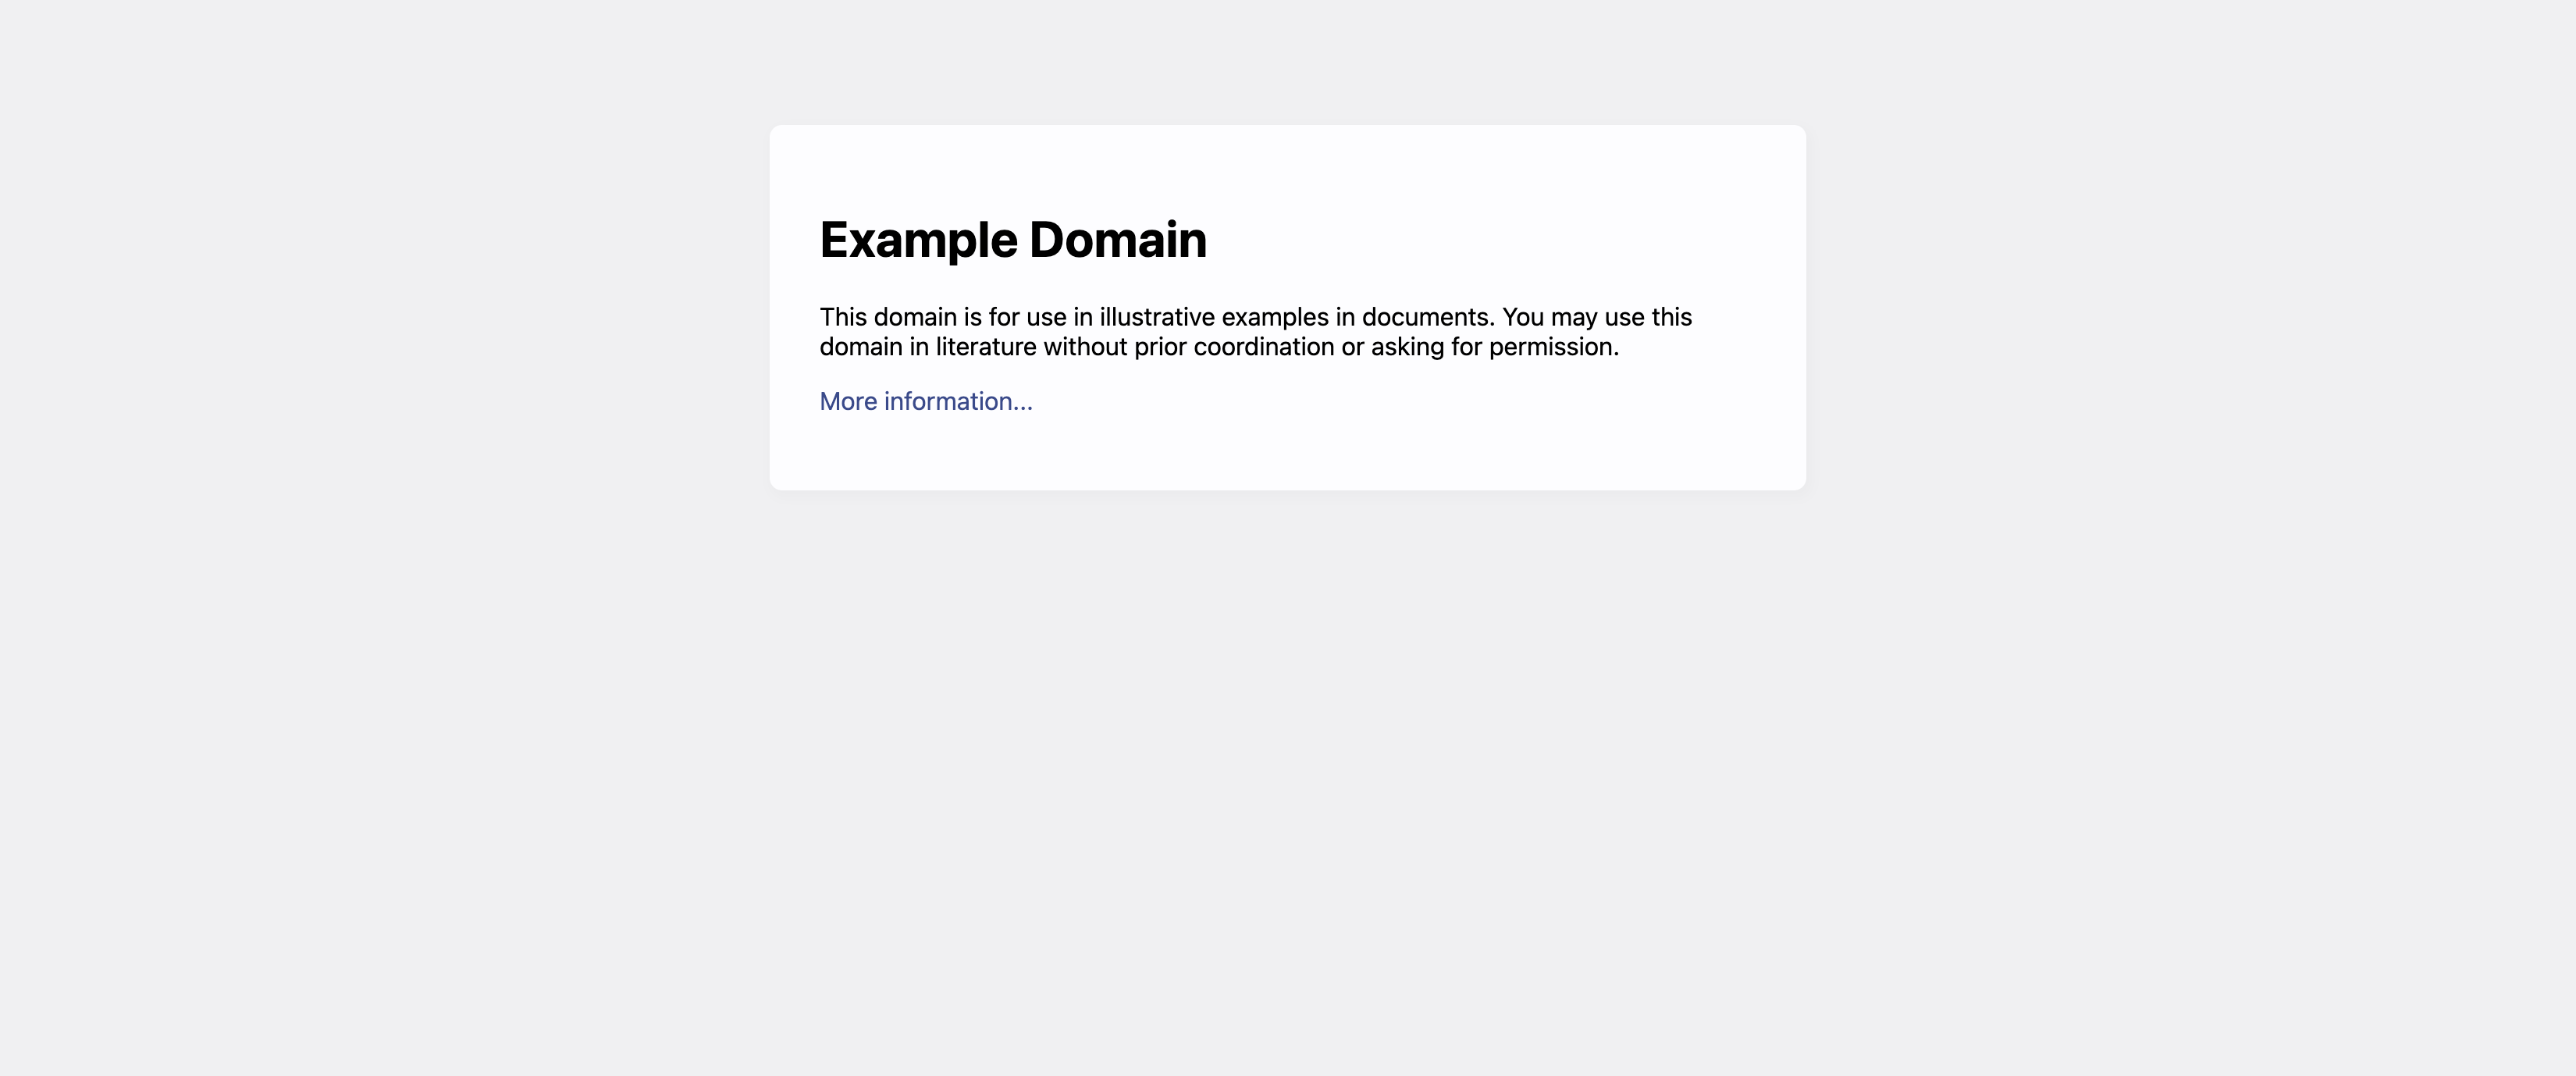 Example Domain
This domain is for use in illustrative examples in documents. You may use this
domain in literature without prior coordination or asking for permission.
More information...